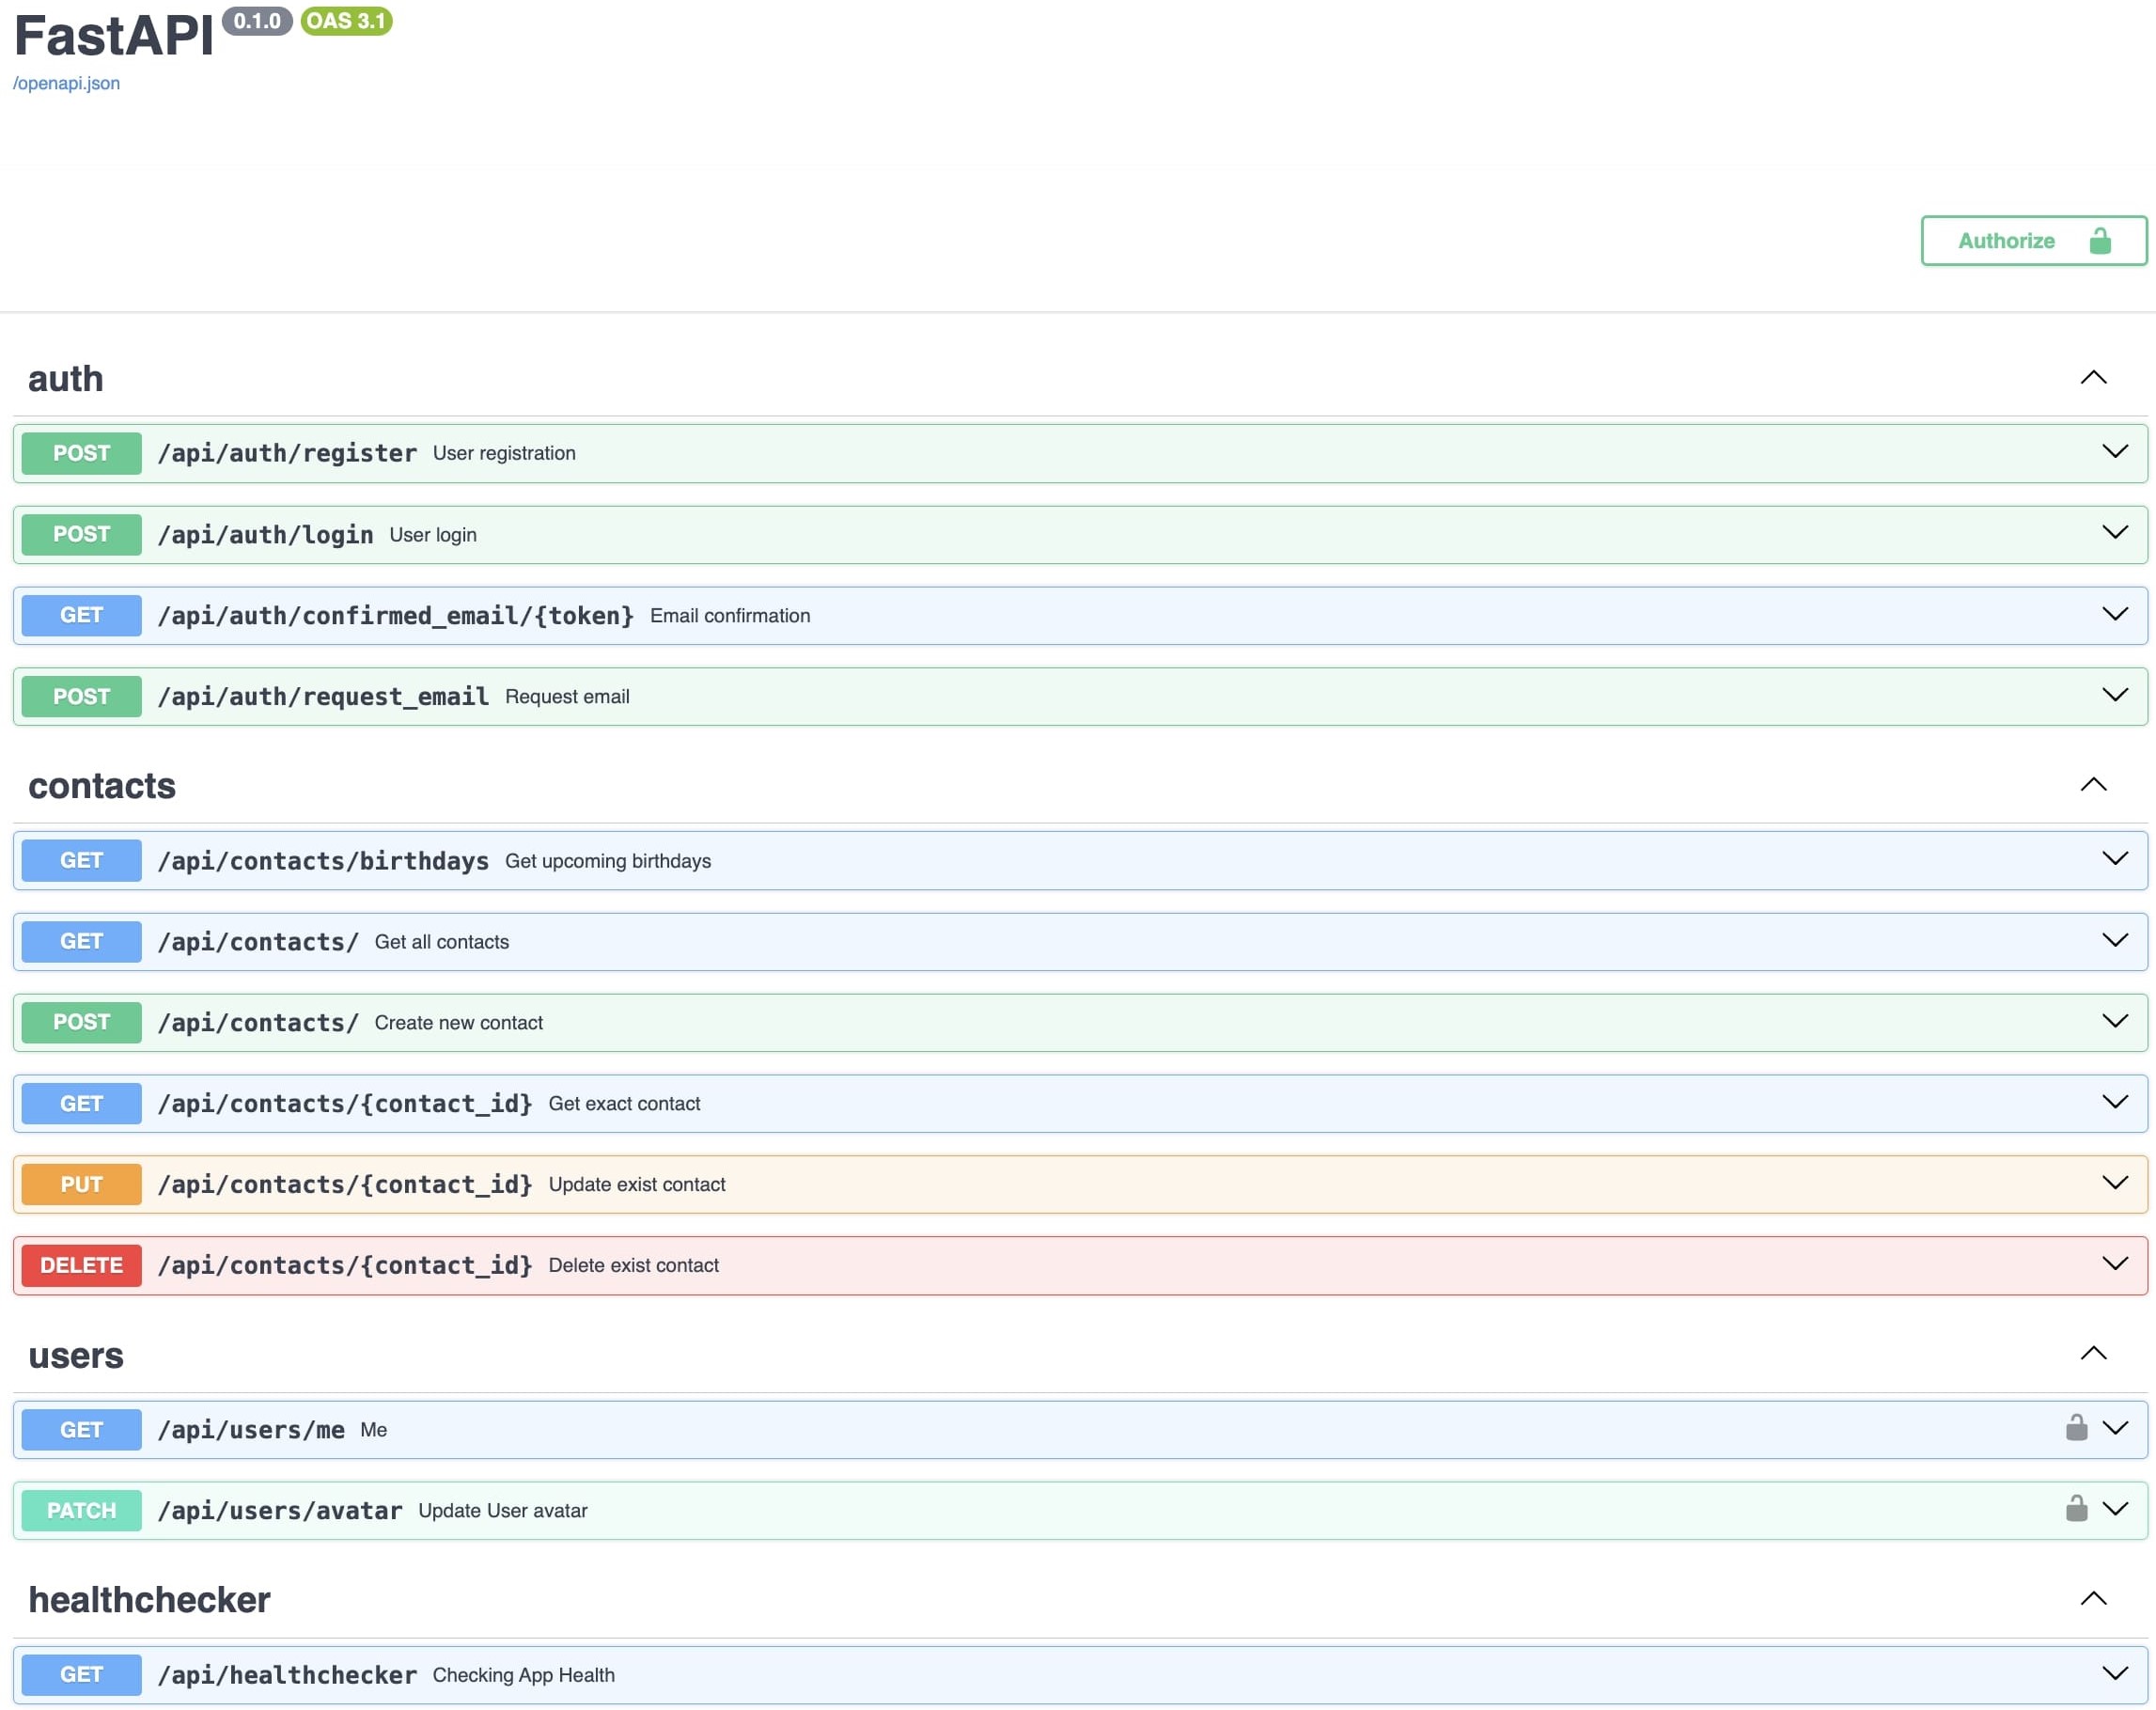 FastAPI 0.1.0 OAS 3.1
/openapi.json
Authorize
auth
POST /api/auth/register User registration
POST /api/auth/login User login
GET /api/auth/confirmed_email/{token} Email confirmation
POST /api/auth/request_email Request email
contacts
GET /api/contacts/birthdays Get upcoming birthdays
GET /api/contacts/ Get all contacts
POST /api/contacts/ Create new contact
GET /api/contacts/{contact_id} Get exact contact
PUT /api/contacts/{contact_id} Update exist contact
DELETE /api/contacts/{contact_id} Delete exist contact
users
GET /api/users/me Me
PATCH /api/users/avatar Update User avatar
healthchecker
GET /api/healthchecker Checking App Health